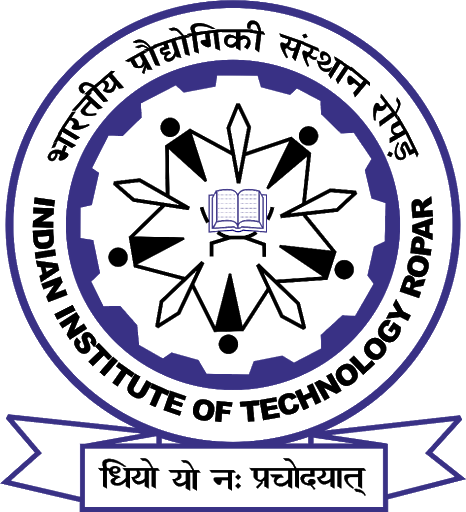 भारतीय प्रौद्योगिकी संस्थान रोपड़
INDIAN INSTITUTE OF TECHNOLOGY ROPAR
धियो यो नः प्रचोदयात्